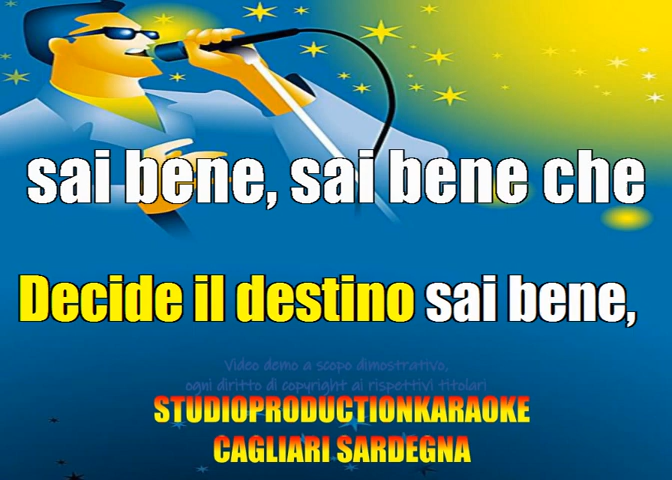 sai bene, sai bene che
Decide il destino sai bene,
Video demo a scopo dimostrativo,
ogni diritto di copyright ai rispettivi titolari
STUDIOPRODUCTIONKARAOKE
CAGLIARI SARDEGNA